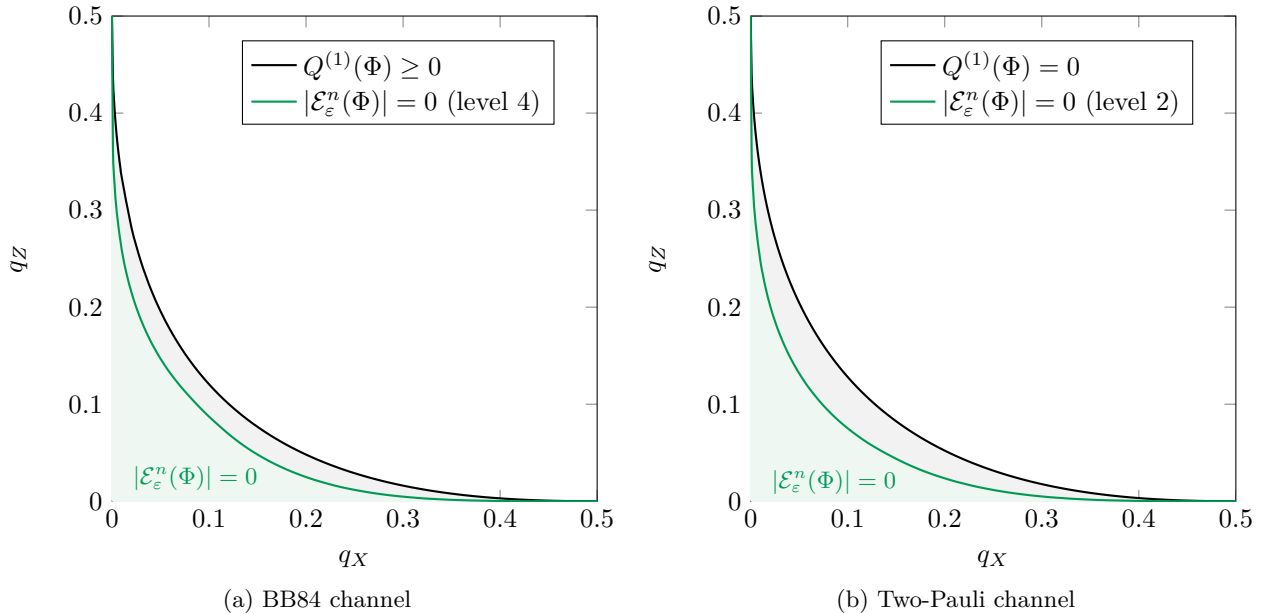 0.5
0.4
0.3
0.2
0.1
0
q_Z
Q^{(1)}(Φ) ≥ 0
|ℰ_ε^n(Φ)| = 0 (level 4)
|ℰ_ε^n(Φ)| = 0
0 0.1 0.2 0.3 0.4 0.5
q_X
(a) BB84 channel
0.5
0.4
0.3
0.2
0.1
0
q_Z
Q^{(1)}(Φ) = 0
|ℰ_ε^n(Φ)| = 0 (level 2)
|ℰ_ε^n(Φ)| = 0
0 0.1 0.2 0.3 0.4 0.5
q_X
(b) Two-Pauli channel